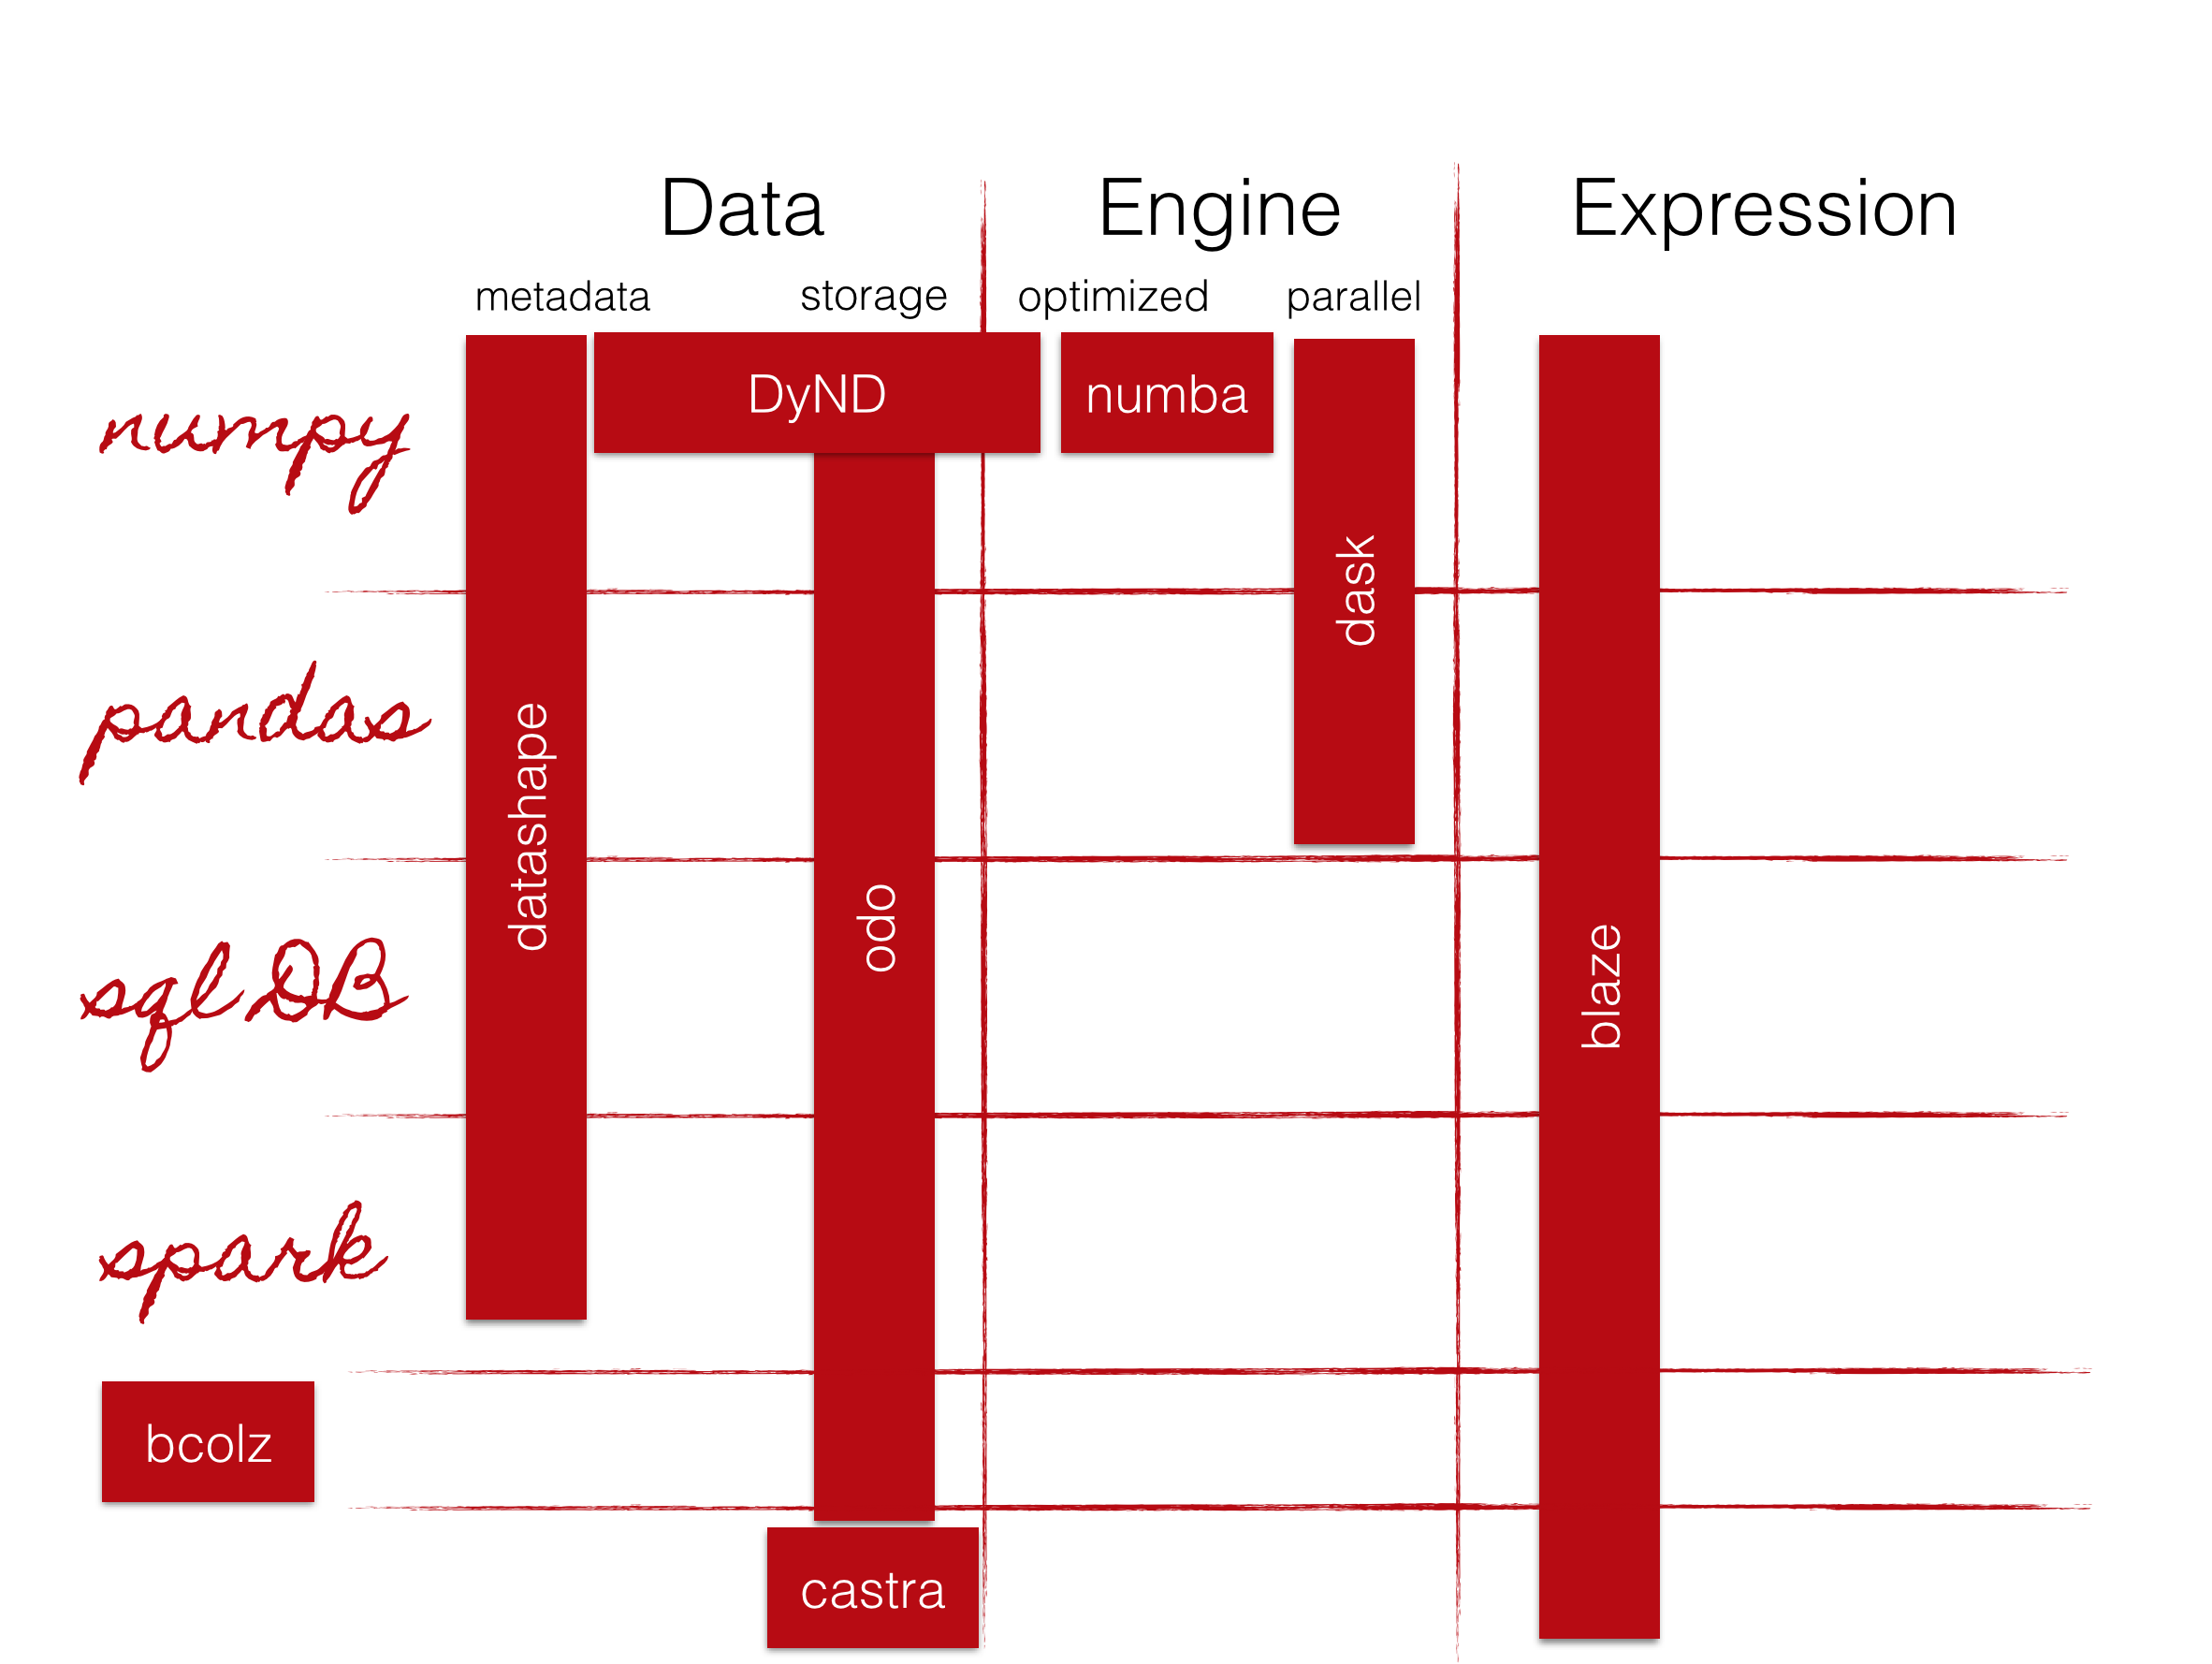 Data Engine Expression
metadata storage optimized parallel
DyND numba
numpy
dask
pandas
datashape
odo
sqlDB
blaze
spark
bcolz
castra